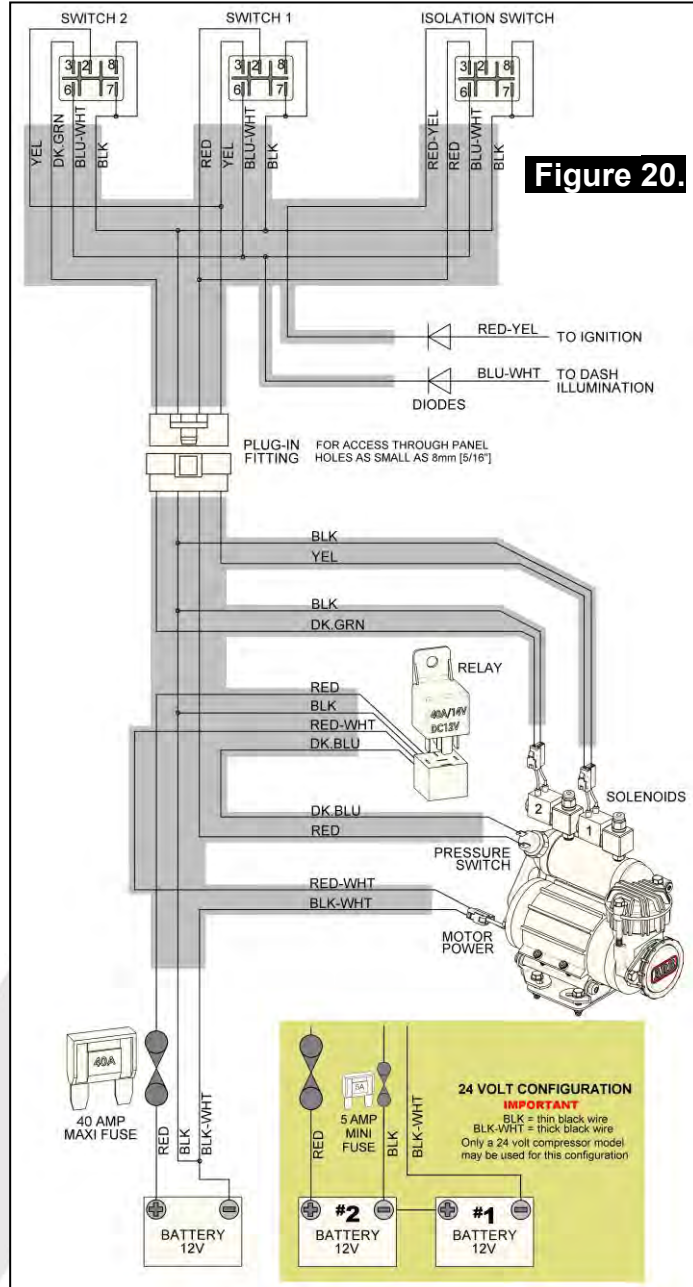 SWITCH 2
SWITCH 1
ISOLATION SWITCH
3 2 8
6 7
3 2 8
6 7
3 2 8
6 7
YEL
DK.GRN
BLU-WHT
BLK
RED
YEL
BLU-WHT
BLK
RED-YEL
RED
BLU-WHT
BLK
Figure 20.
RED-YEL
TO IGNITION
BLU-WHT
TO DASH
ILLUMINATION
DIODES
PLUG-IN
FITTING
FOR ACCESS THROUGH PANEL
HOLES AS SMALL AS 8mm [5/16"]
BLK
YEL
BLK
DK.GRN
RELAY
40A/14V
DC12V
RED
BLK
RED-WHT
DK.BLU
SOLENOIDS
2
1
DK.BLU
RED
PRESSURE
SWITCH
RED-WHT
BLK-WHT
MOTOR
POWER
ARB
40A
40 AMP
MAXI FUSE
RED
BLK
BLK-WHT
+
−
BATTERY
12V
5A
5 AMP
MINI
FUSE
RED
BLK
BLK-WHT
24 VOLT CONFIGURATION
IMPORTANT
BLK = thin black wire
BLK-WHT = thick black wire
Only a 24 volt compressor model
may be used for this configuration
+ #2 −
BATTERY
12V
+ #1 −
BATTERY
12V